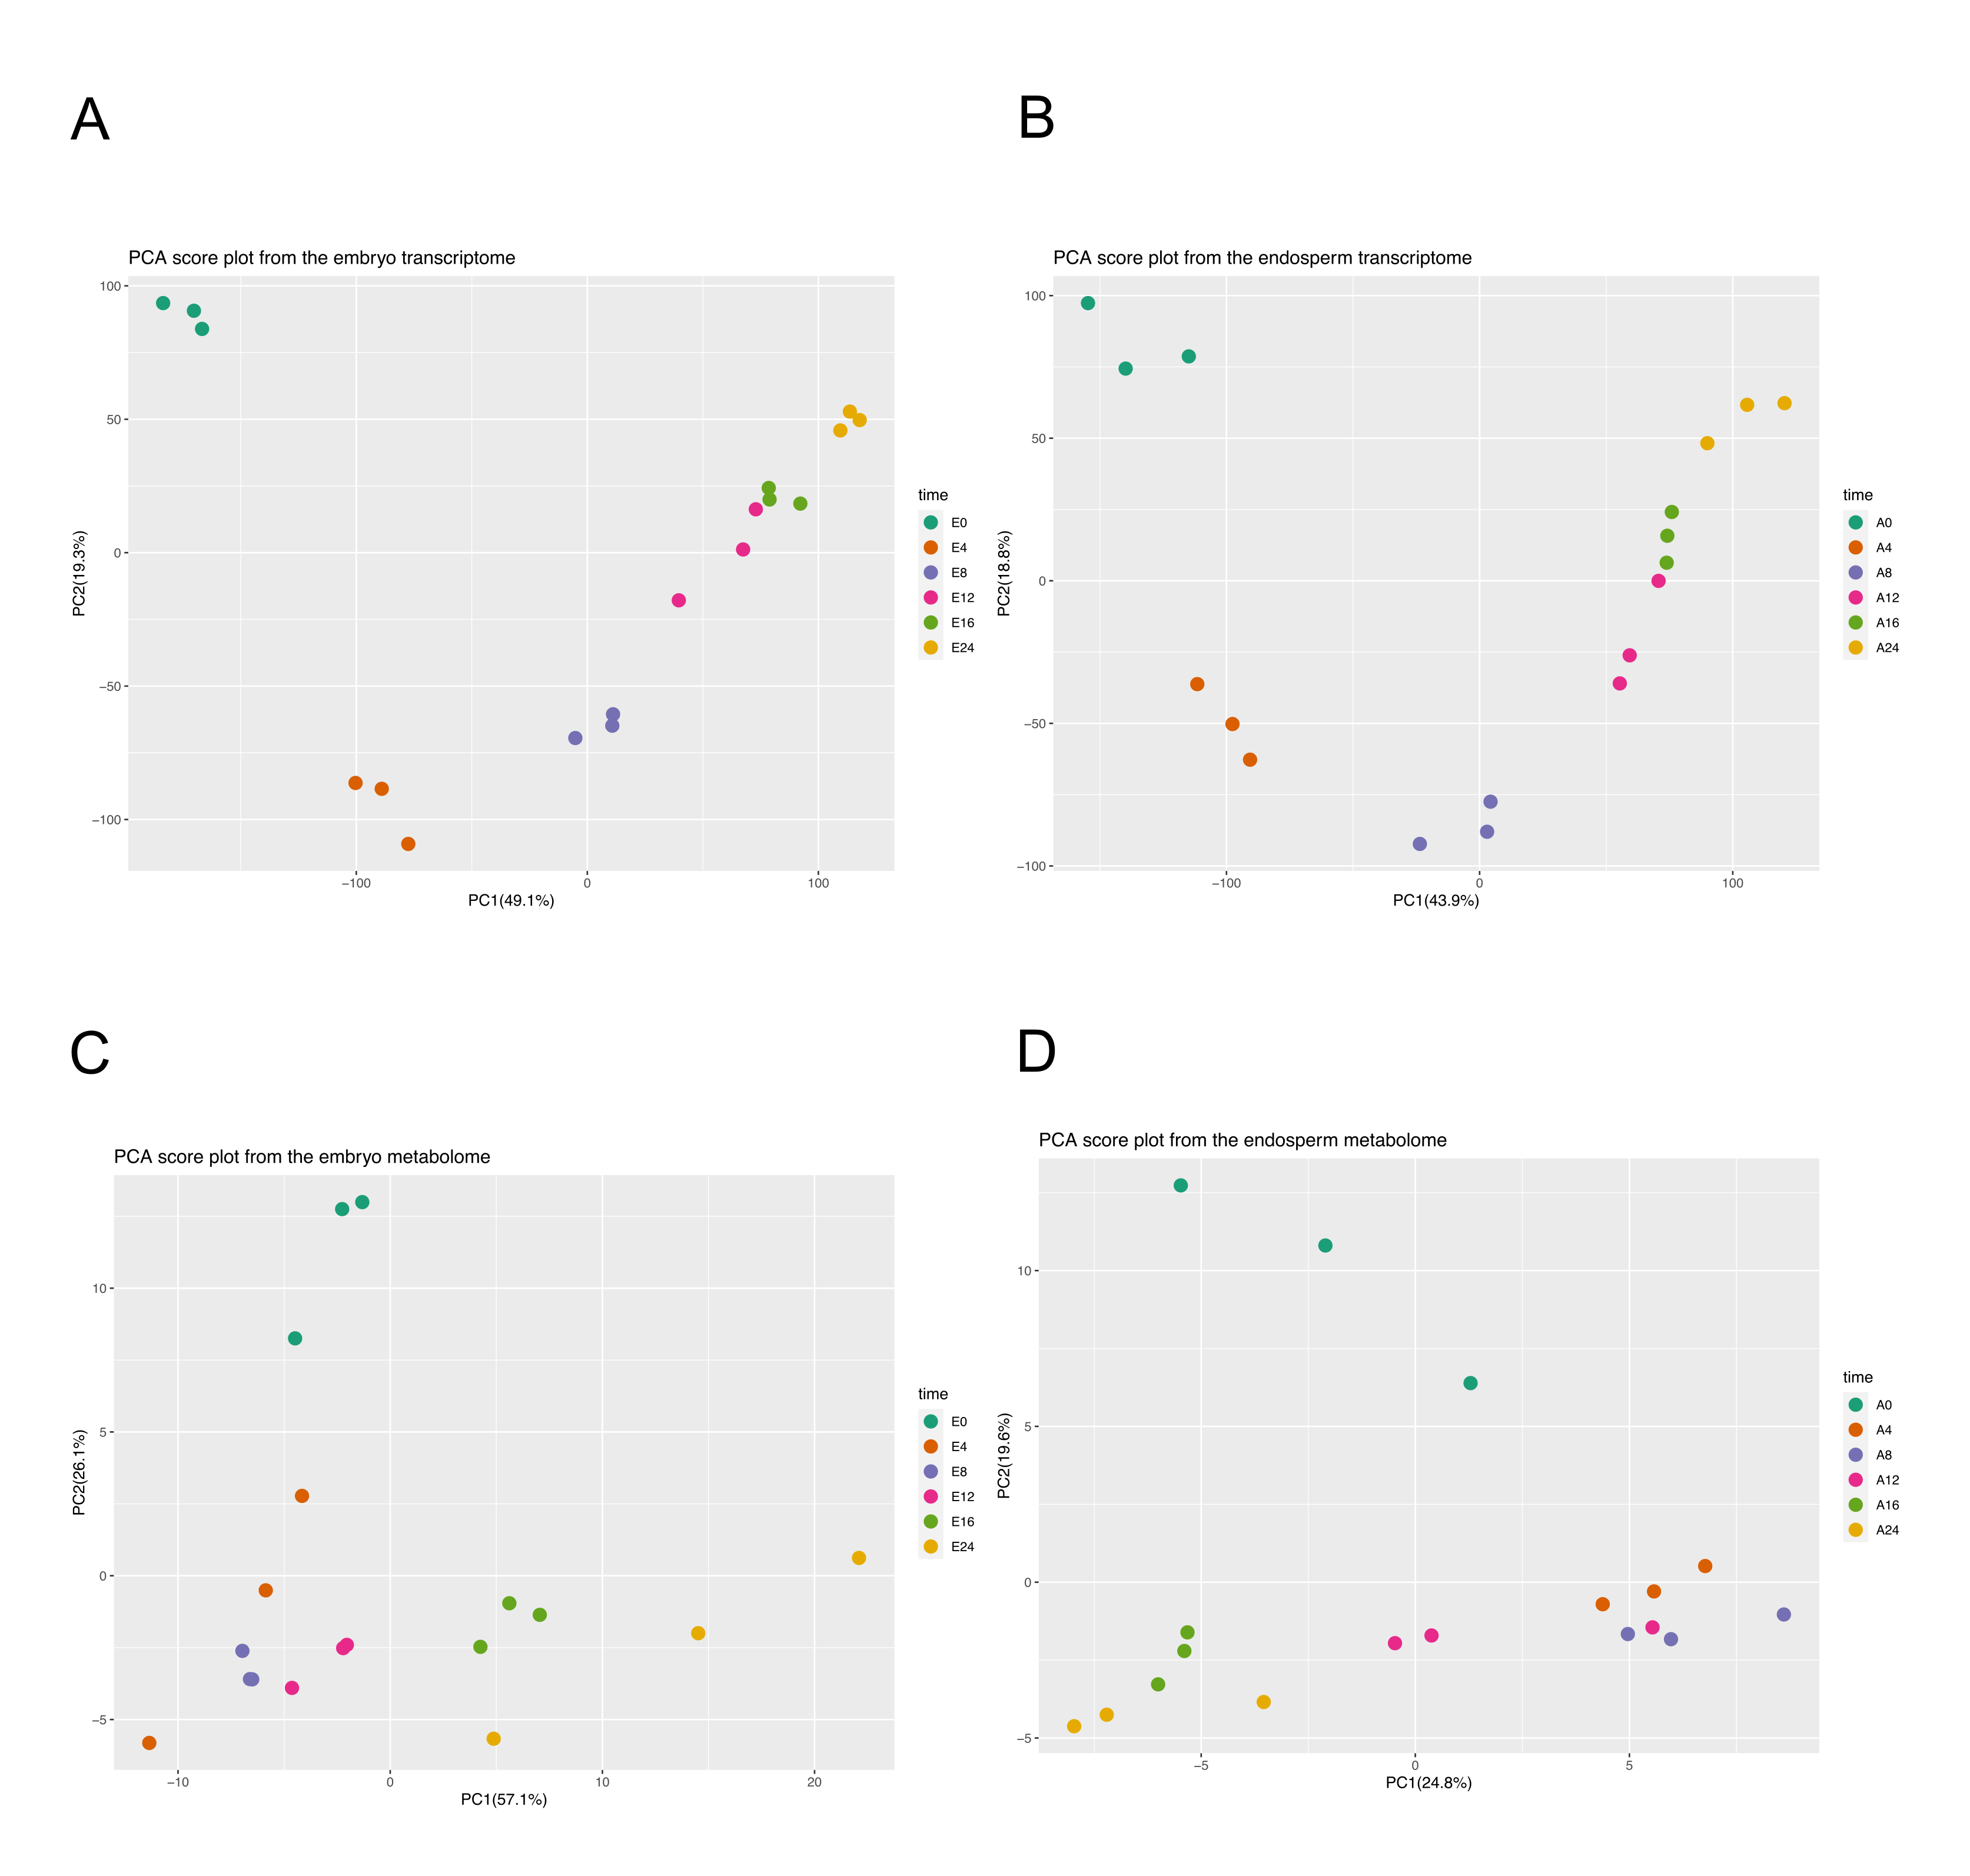 A
B
PCA score plot from the embryo transcriptome
100
50
0
−50
−100
PC2(19.3%)
−100
0
100
PC1(49.1%)
time
E0
E4
E8
E12
E16
E24
PCA score plot from the endosperm transcriptome
100
50
0
−50
−100
PC2(18.8%)
−100
0
100
PC1(43.9%)
time
A0
A4
A8
A12
A16
A24
C
D
PCA score plot from the embryo metabolome
10
5
0
−5
PC2(26.1%)
−10
0
10
20
PC1(57.1%)
time
E0
E4
E8
E12
E16
E24
PCA score plot from the endosperm metabolome
10
5
0
−5
PC2(19.6%)
−5
0
5
PC1(24.8%)
time
A0
A4
A8
A12
A16
A24